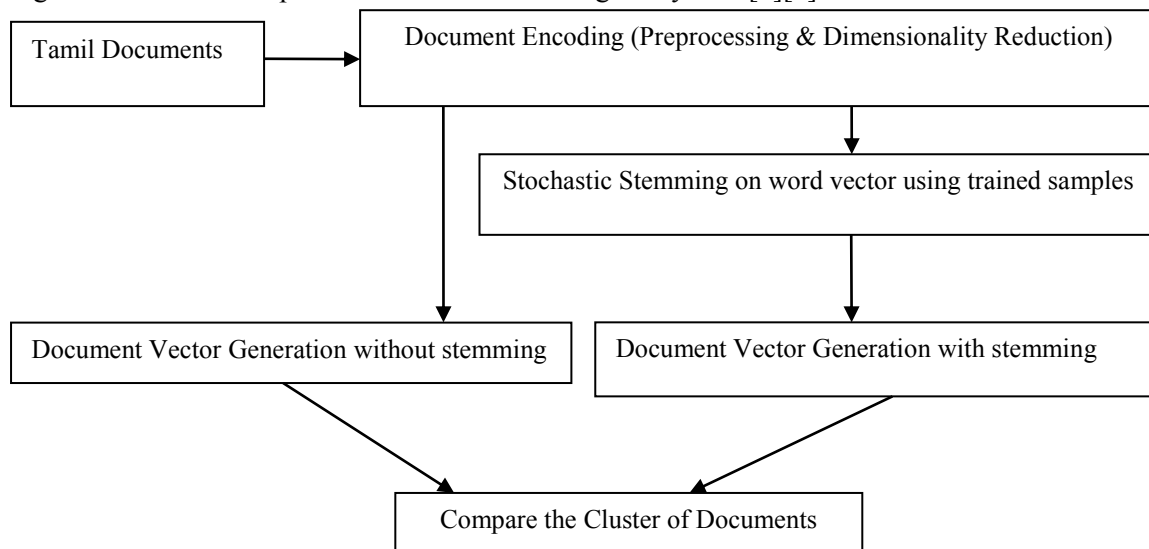 Tamil Documents
Document Encoding (Preprocessing & Dimensionality Reduction)
Stochastic Stemming on word vector using trained samples
Document Vector Generation without stemming
Document Vector Generation with stemming
Compare the Cluster of Documents